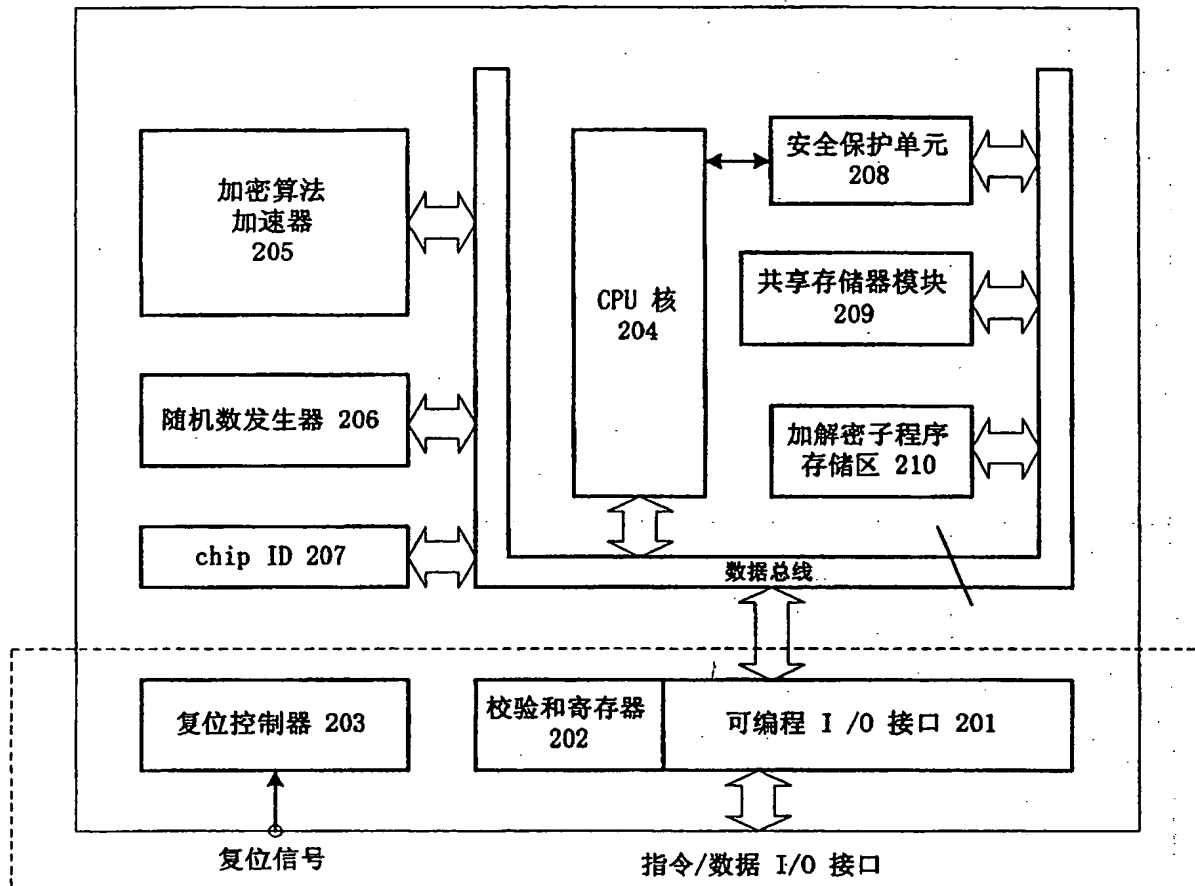 加密算法
加速器
205
随机数发生器 206
chip ID 207
CPU 核
204
安全保护单元
208
共享存储器模块
209
加解密子程序
存储区 210
数据总线
复位控制器 203
校验和寄存器
202
可编程 I /O 接口 201
复位信号
指令/数据 I/O 接口